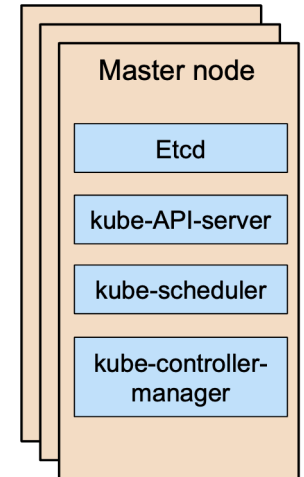 Master node
Etcd
kube-API-server
kube-scheduler
kube-controller-
manager